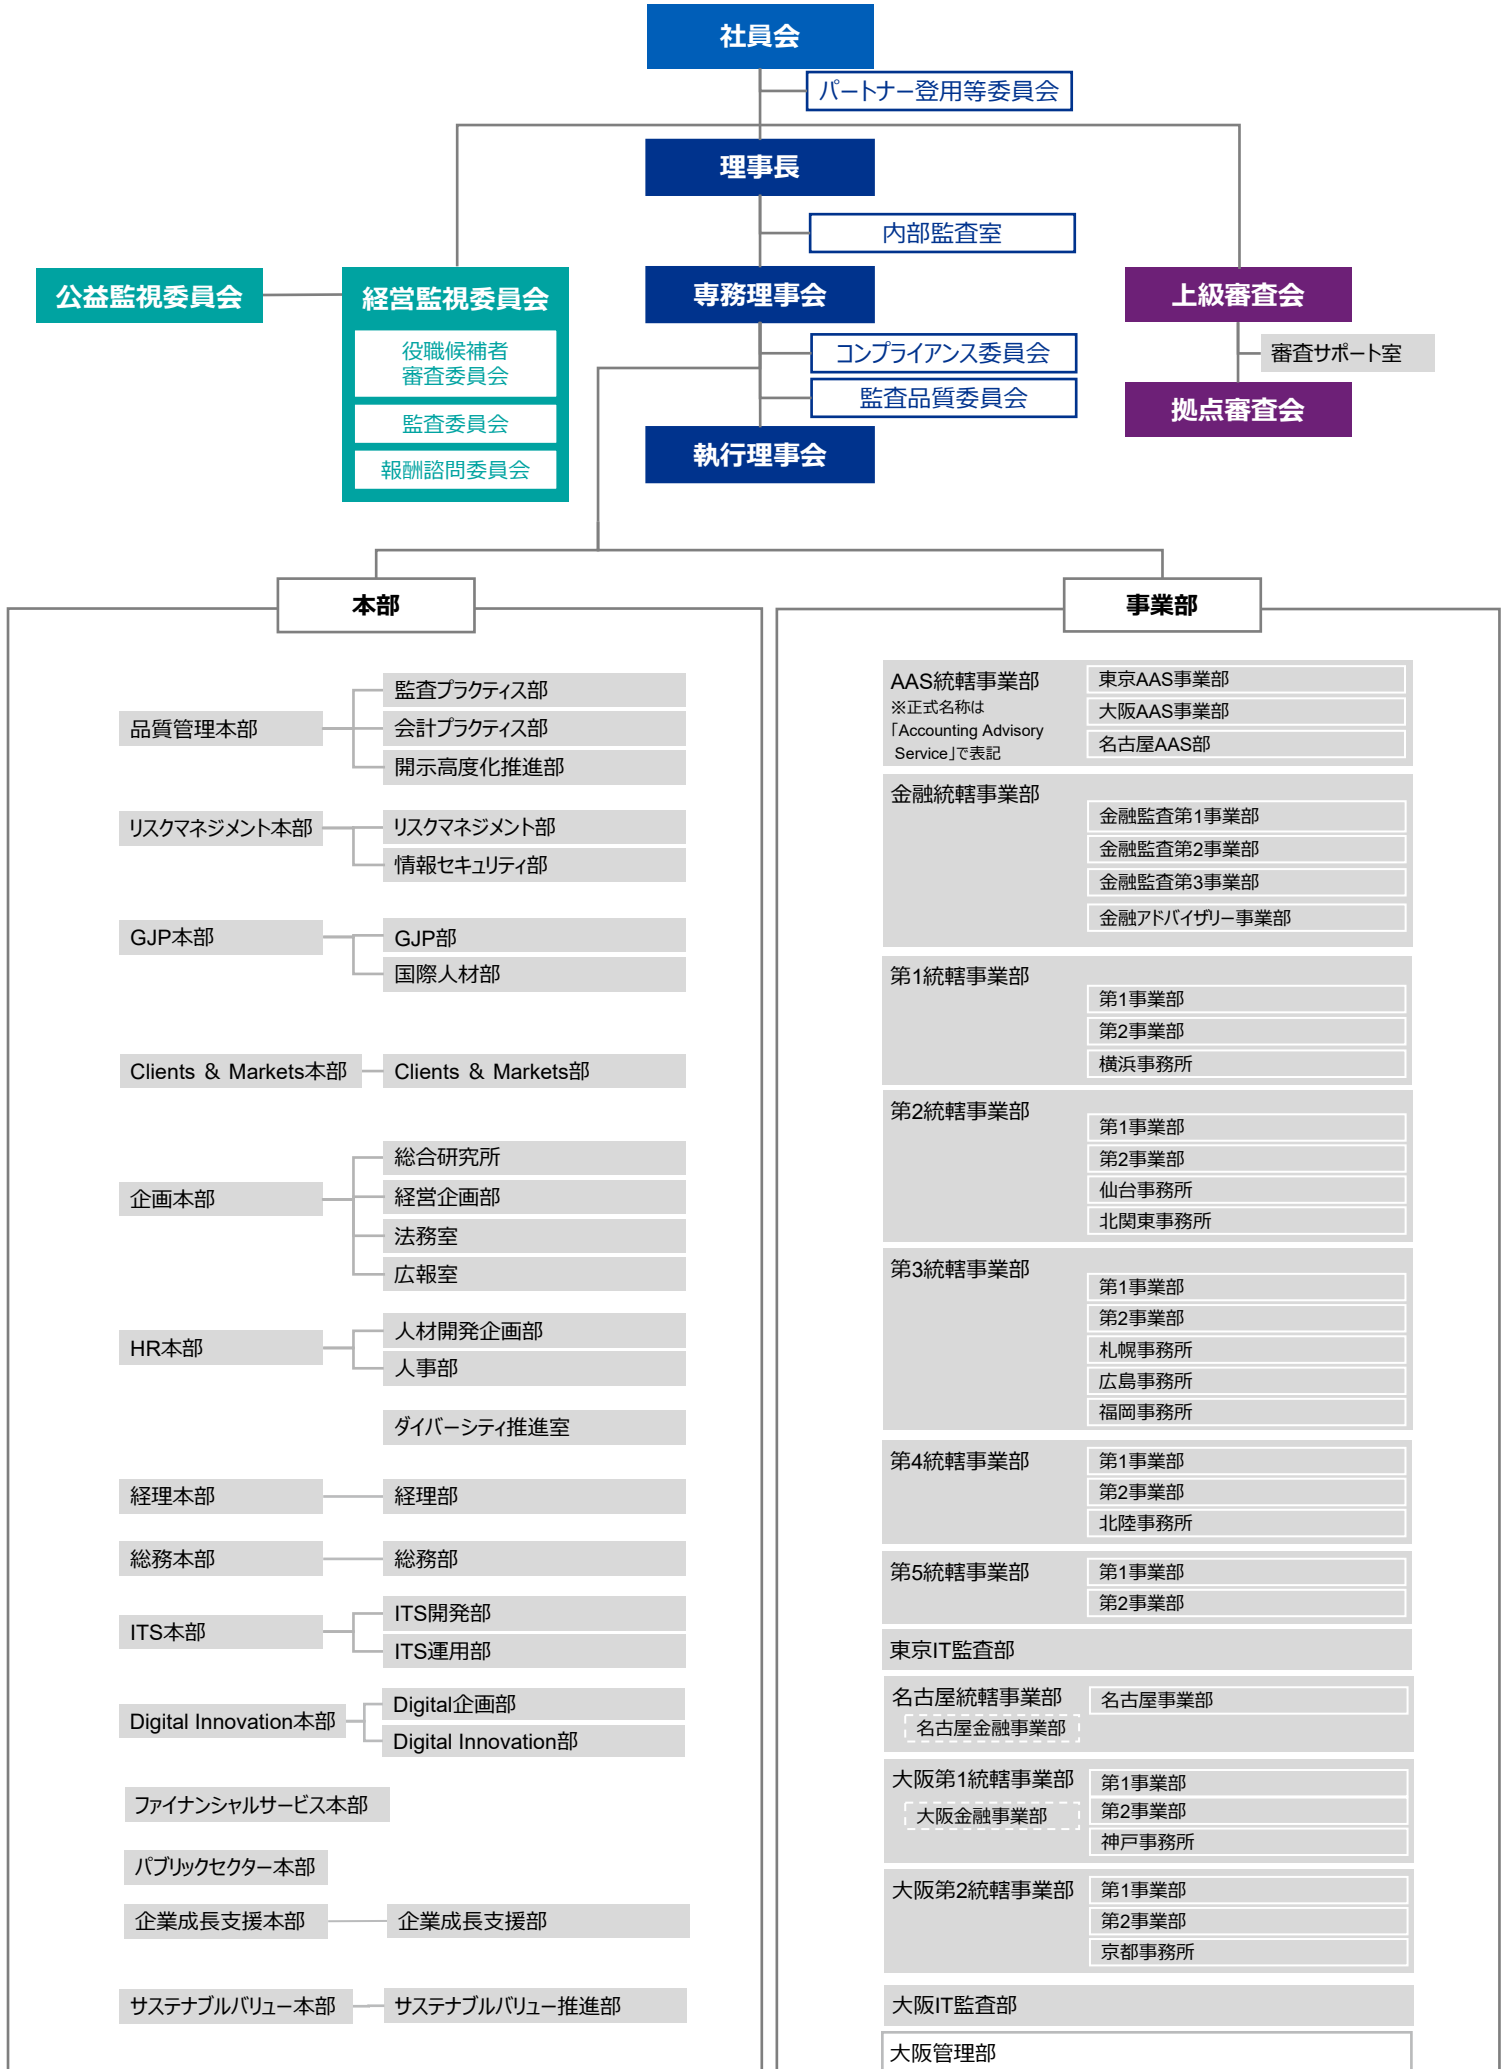 社員会
パートナー登用等委員会
理事長
内部監査室
公益監視委員会
経営監視委員会
役職候補者
審査委員会
監査委員会
報酬諮問委員会
専務理事会
コンプライアンス委員会
監査品質委員会
執行理事会
上級審査会
審査サポート室
拠点審査会
本部
品質管理本部
監査プラクティス部
会計プラクティス部
開示高度化推進部
リスクマネジメント本部
リスクマネジメント部
情報セキュリティ部
GJP本部
GJP部
国際人材部
Clients & Markets本部
Clients & Markets部
企画本部
総合研究所
経営企画部
法務室
広報室
HR本部
人材開発企画部
人事部
ダイバーシティ推進室
経理本部
経理部
総務本部
総務部
ITS本部
ITS開発部
ITS運用部
Digital Innovation本部
Digital企画部
Digital Innovation部
ファイナンシャルサービス本部
パブリックセクター本部
企業成長支援本部
企業成長支援部
サステナブルバリュー本部
サステナブルバリュー推進部
事業部
AAS統轄事業部
※正式名称は
「Accounting Advisory
Service」で表記
東京AAS事業部
大阪AAS事業部
名古屋AAS部
金融統轄事業部
金融監査第1事業部
金融監査第2事業部
金融監査第3事業部
金融アドバイザリー事業部
第1統轄事業部
第1事業部
第2事業部
横浜事務所
第2統轄事業部
第1事業部
第2事業部
仙台事務所
北関東事務所
第3統轄事業部
第1事業部
第2事業部
札幌事務所
広島事務所
福岡事務所
第4統轄事業部
第1事業部
第2事業部
北陸事務所
第5統轄事業部
第1事業部
第2事業部
東京IT監査部
名古屋統轄事業部
名古屋金融事業部
名古屋事業部
大阪第1統轄事業部
大阪金融事業部
第1事業部
第2事業部
神戸事務所
大阪第2統轄事業部
第1事業部
第2事業部
京都事務所
大阪IT監査部
大阪管理部